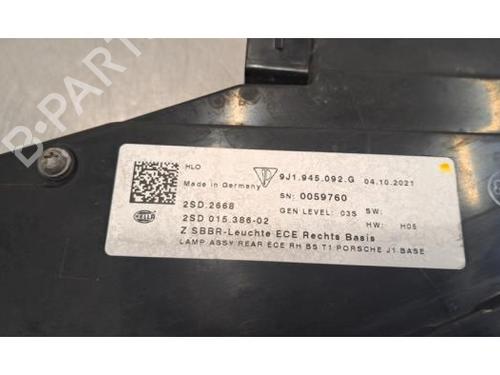 B-PARTS
HLO
Made in Germany
9J1.945.092.G 04.10.2021
SN: 0059760
2SD.2668
GEN LEVEL: 03S SW:
2SD 015.386-02
HW: H05
HELLA
Z SBBR-Leuchte ECE Rechts Basis
LAMP ASSY REAR ECE RH BS T1 PORSCHE J1 BASE